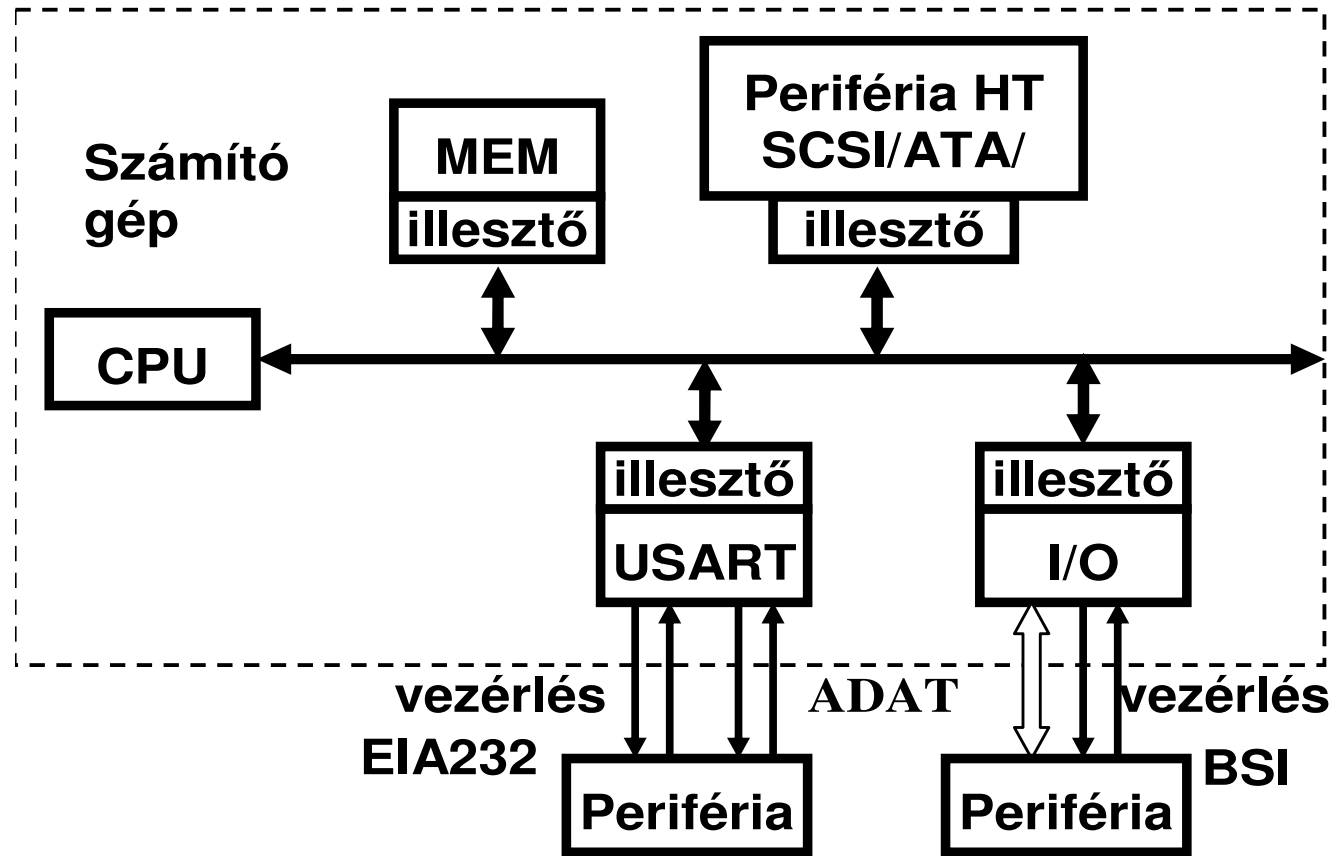 Periféria HT
SCSI/ATA/
illesztő
MEM
illesztő
Számító
gép
CPU
illesztő
USART
illesztő
I/O
vezérlés
EIA232
ADAT
vezérlés
BSI
Periféria
Periféria